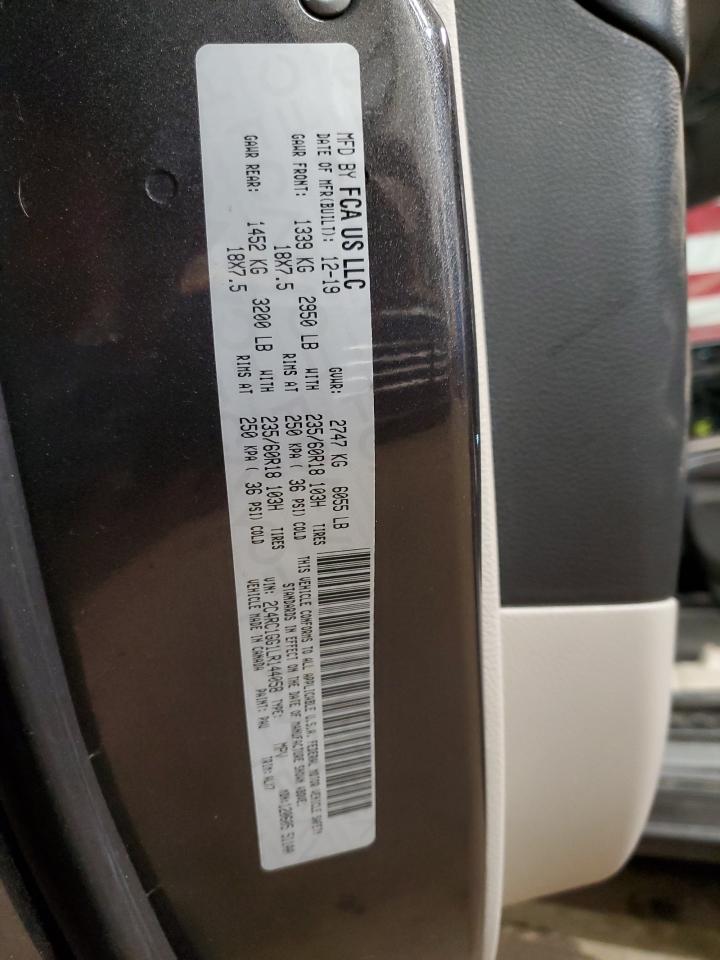 MFD BY FCA US LLC
DATE OF MFR(BUILT): 12-19 GVWR: 2747 KG 6055 LB
GAWR FRONT: 1339 KG 2950 LB WITH 235/60R18 103H TIRES
18X7.5 RIMS AT 250 KPA ( 36 PSI) COLD
GAWR REAR: 1452 KG 3200 LB WITH 235/60R18 103H TIRES
18X7.5 RIMS AT 250 KPA ( 36 PSI) COLD
THIS VEHICLE CONFORMS TO ALL APPLICABLE U.S.A. FEDERAL MOTOR VEHICLE SAFETY
STANDARDS IN EFFECT ON THE DATE OF MANUFACTURE SHOWN ABOVE.
VIN: 2C4RC1GG1LR144058 TYPE: MPV
VEHICLE MADE IN CANADA PAINT: PAU TRIM: